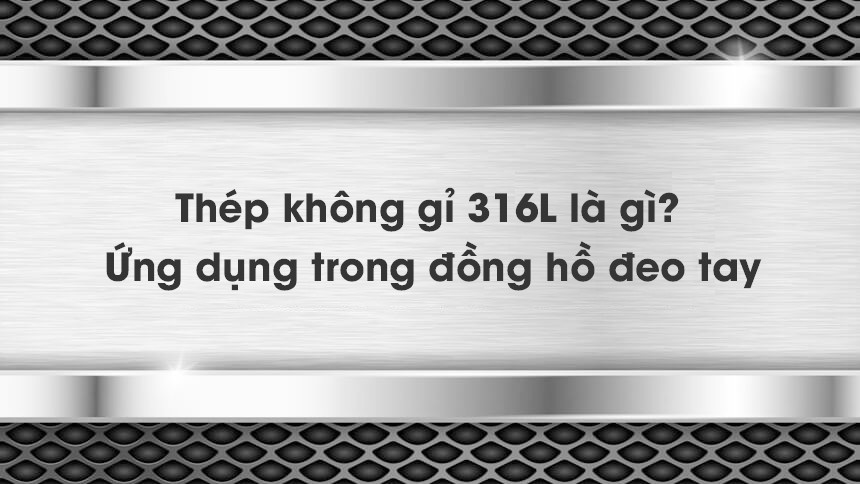 Thép không gỉ 316L là gì?
Ứng dụng trong đồng hồ đeo tay